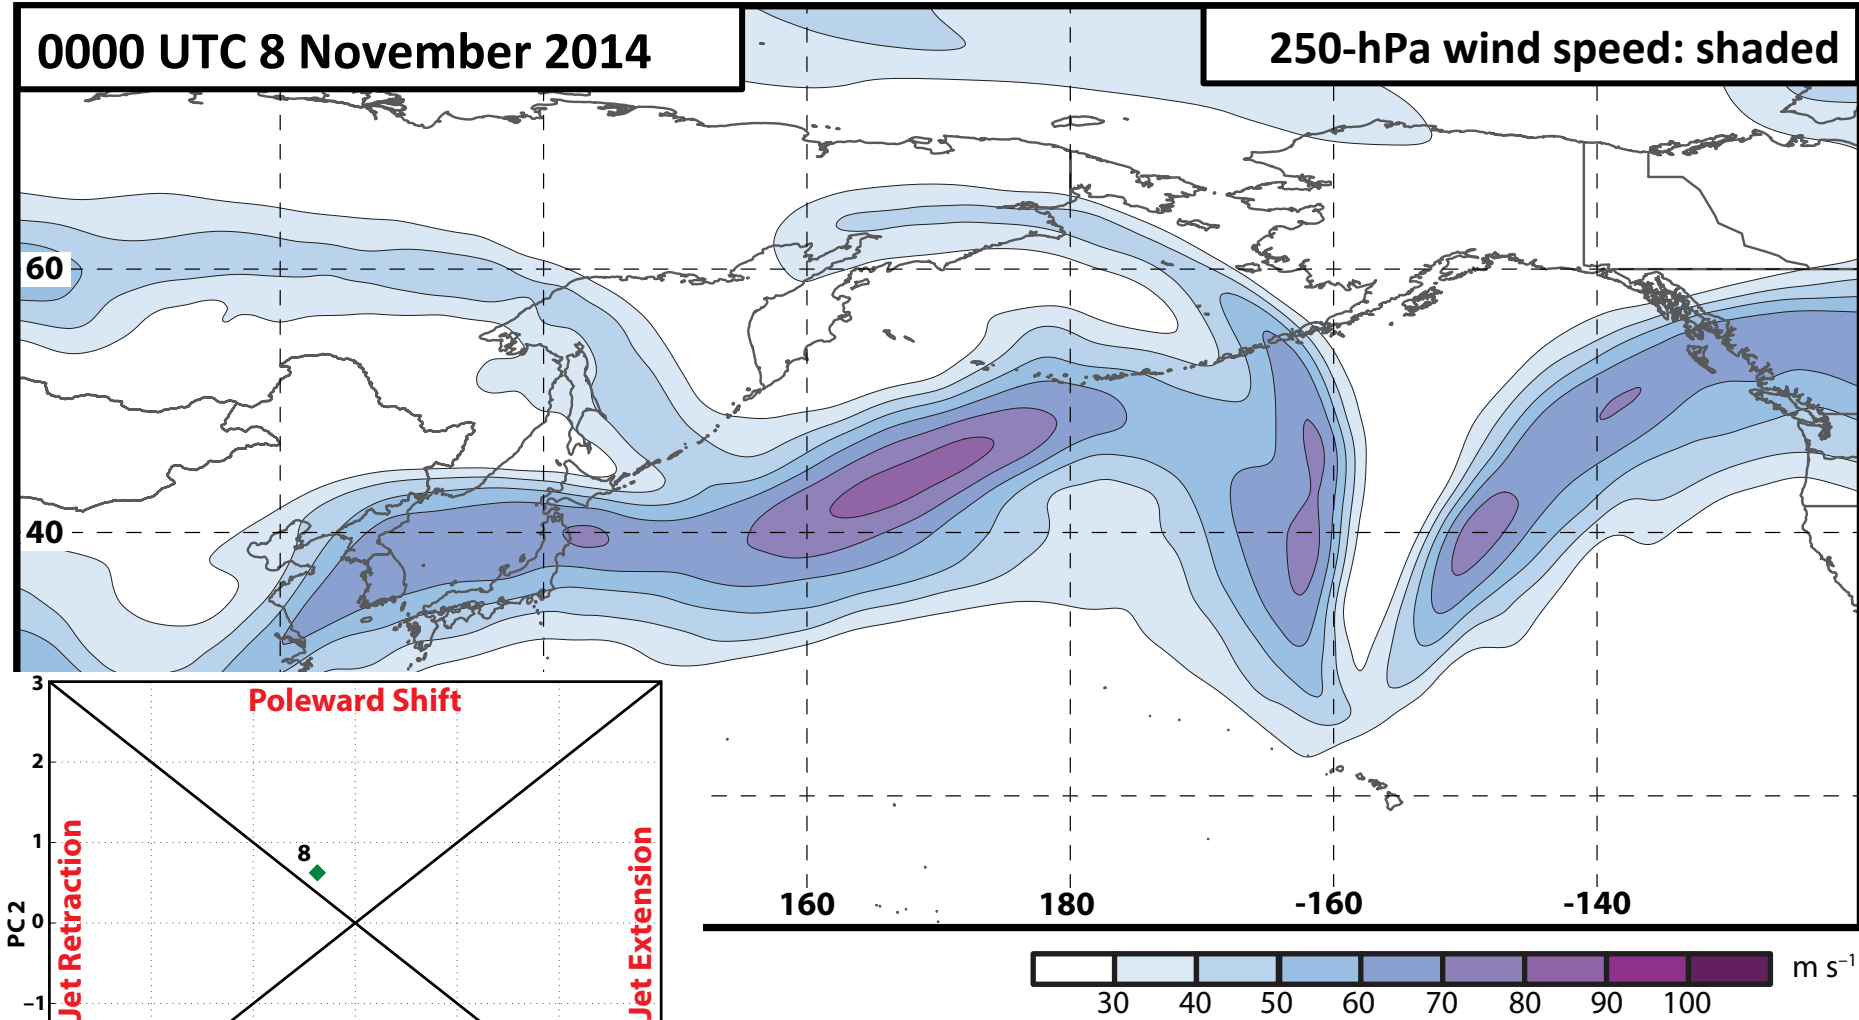 0000 UTC 8 November 2014
250-hPa wind speed: shaded
60
40
160
180
-160
-140
30
40
50
60
70
80
90
100
m s⁻¹
3
2
1
0
−1
PC 2
Poleward Shift
Jet Retraction
Jet Extension
8